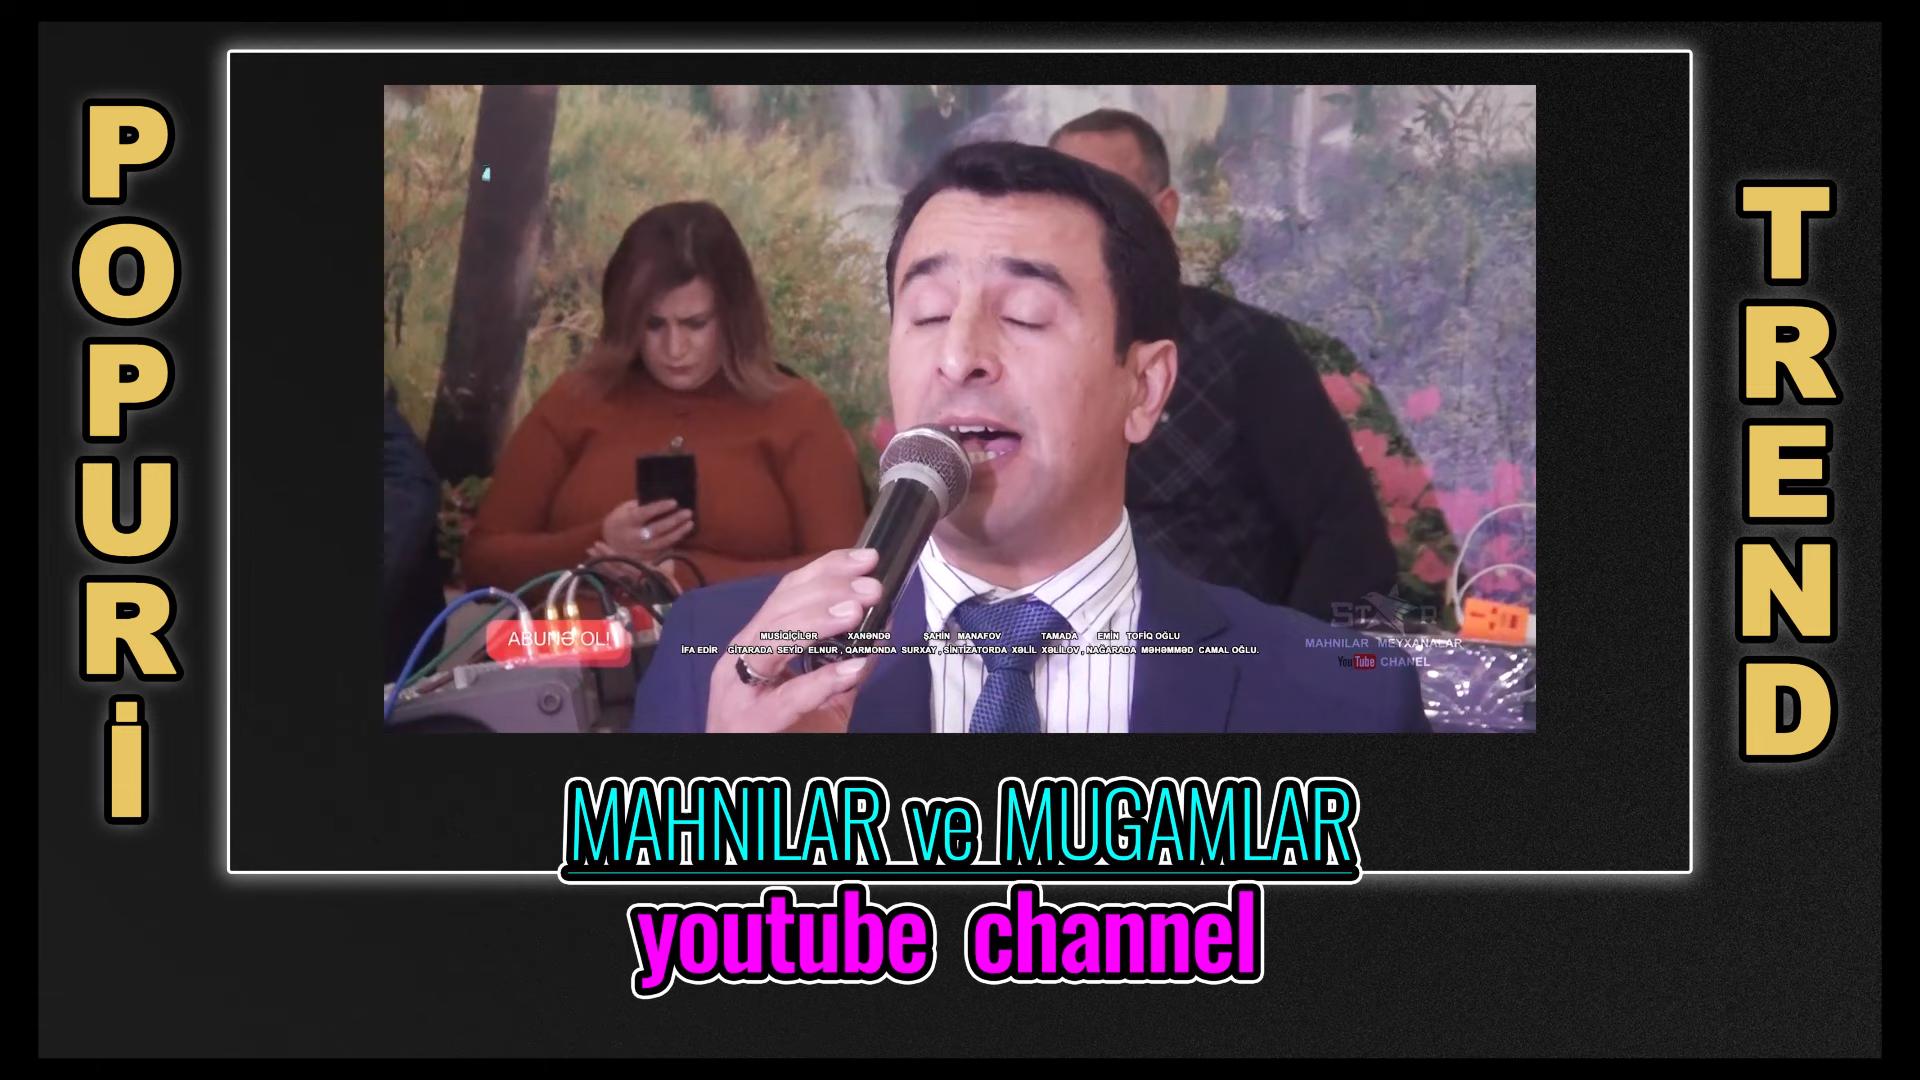 POPURİ
TREND
ABUNƏ OL!
MUSİQİÇİLƏR XANƏNDƏ ŞAHİN MANAFOV TAMADA EMİN TOFİQ OĞLU
İFA EDİR GİTARADA SEYİD ELNUR , QARMONDA SURXAY , SİNTİZATORDA XƏLİL XƏLİLOV , NAĞARADA MƏHƏMMƏD CAMAL OĞLU.
STAR
MAHNILAR MEYXANALAR
YouTube CHANEL
MAHNILAR ve MUGAMLAR
youtube channel